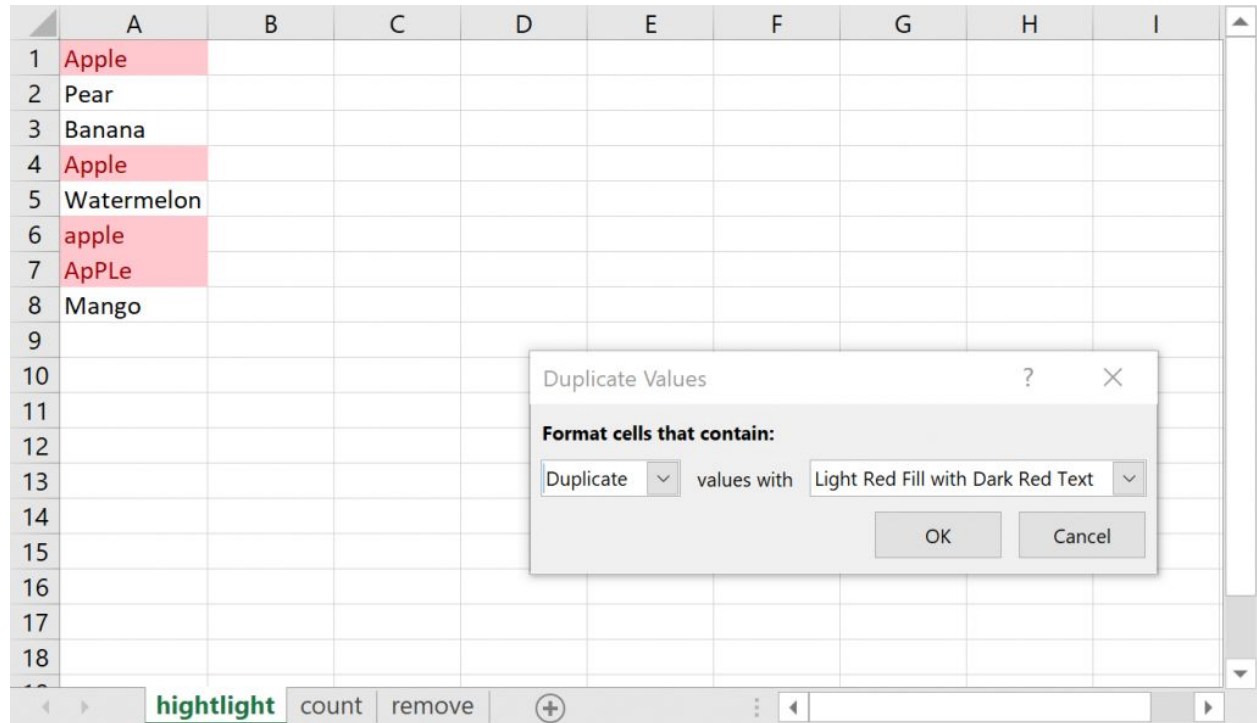 A B C D E F G H I
1 Apple
2 Pear
3 Banana
4 Apple
5 Watermelon
6 apple
7 ApPLe
8 Mango
9
10 Duplicate Values ? ×
11
12 Format cells that contain:
13 Duplicate values with Light Red Fill with Dark Red Text
14
15 OK Cancel
16
17
18
hightlight count remove